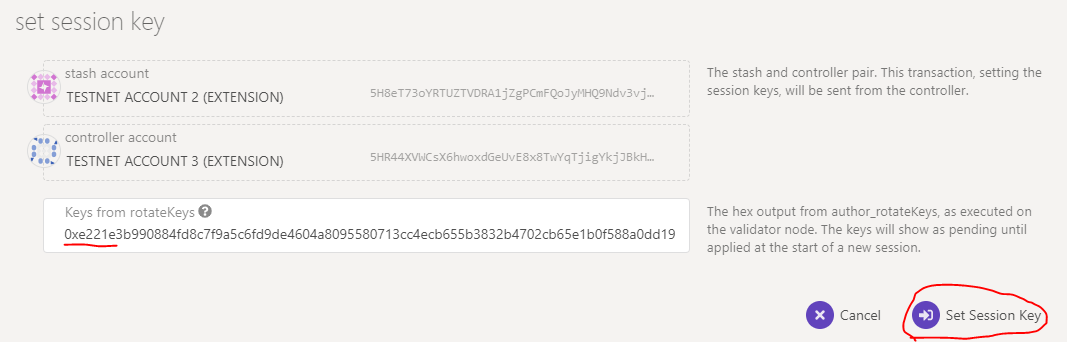 set session key
stash account
TESTNET ACCOUNT 2 (EXTENSION) 5H8eT73oYRTUZTVDRA1jZgPCmFQoJyMHQ9Ndv3vj…
The stash and controller pair. This transaction, setting the
session keys, will be sent from the controller.
controller account
TESTNET ACCOUNT 3 (EXTENSION) 5HR44XVWCsX6hwoxdGeUvE8x8TwYqTjigYkjJBkH…
Keys from rotateKeys ?
0xe221e3b990884fd8c7f9a5c6fd9de4604a8095580713cc4ecb655b3832b4702cb65e1b0f588a0dd19
The hex output from author_rotateKeys, as executed on
the validator node. The keys will show as pending until
applied at the start of a new session.
Cancel
Set Session Key